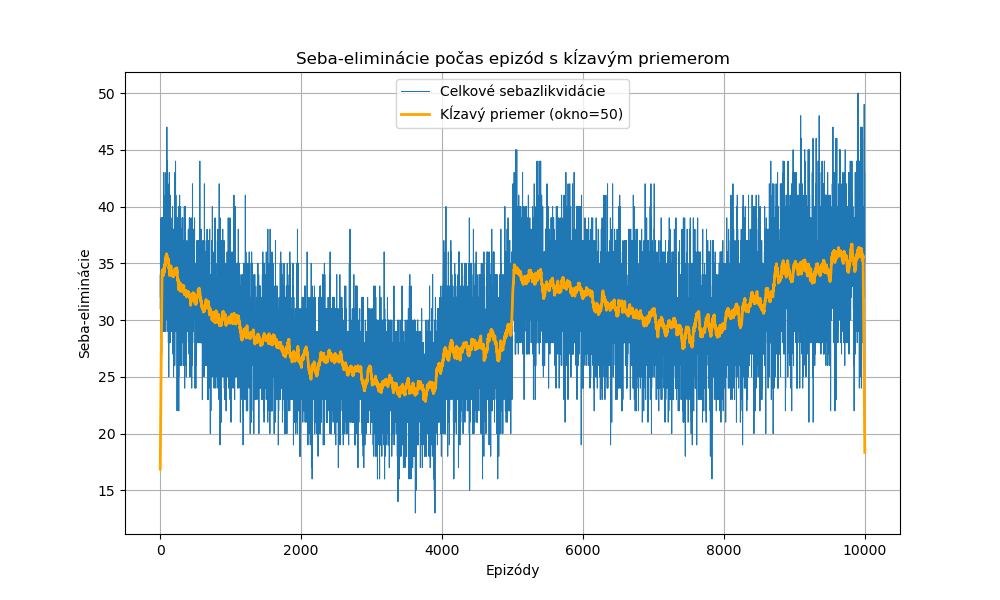 Seba-eliminácie počas epizód s kĺzavým priemerom
Celkové sebazlikvidácie
Kĺzavý priemer (okno=50)
Seba-eliminácie
50
45
40
35
30
25
20
15
0 2000 4000 6000 8000 10000
Epizódy